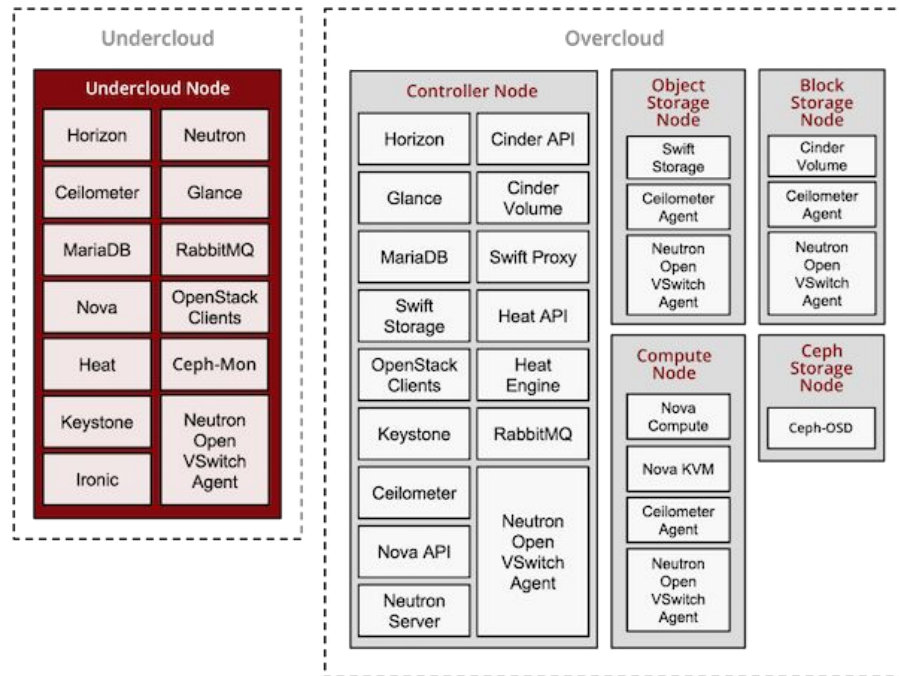 Undercloud
Undercloud Node
Horizon
Neutron
Ceilometer
Glance
MariaDB
RabbitMQ
Nova
OpenStack
Clients
Heat
Ceph-Mon
Keystone
Neutron
Open
VSwitch
Agent
Ironic
Overcloud
Controller Node
Horizon
Cinder API
Glance
Cinder
Volume
MariaDB
Swift Proxy
Swift
Storage
Heat API
OpenStack
Clients
Heat
Engine
Keystone
RabbitMQ
Ceilometer
Neutron
Open
VSwitch
Agent
Nova API
Neutron
Server
Object
Storage
Node
Swift
Storage
Ceilometer
Agent
Neutron
Open
VSwitch
Agent
Block
Storage
Node
Cinder
Volume
Ceilometer
Agent
Neutron
Open
VSwitch
Agent
Compute
Node
Nova
Compute
Nova KVM
Ceilometer
Agent
Neutron
Open
VSwitch
Agent
Ceph
Storage
Node
Ceph-OSD